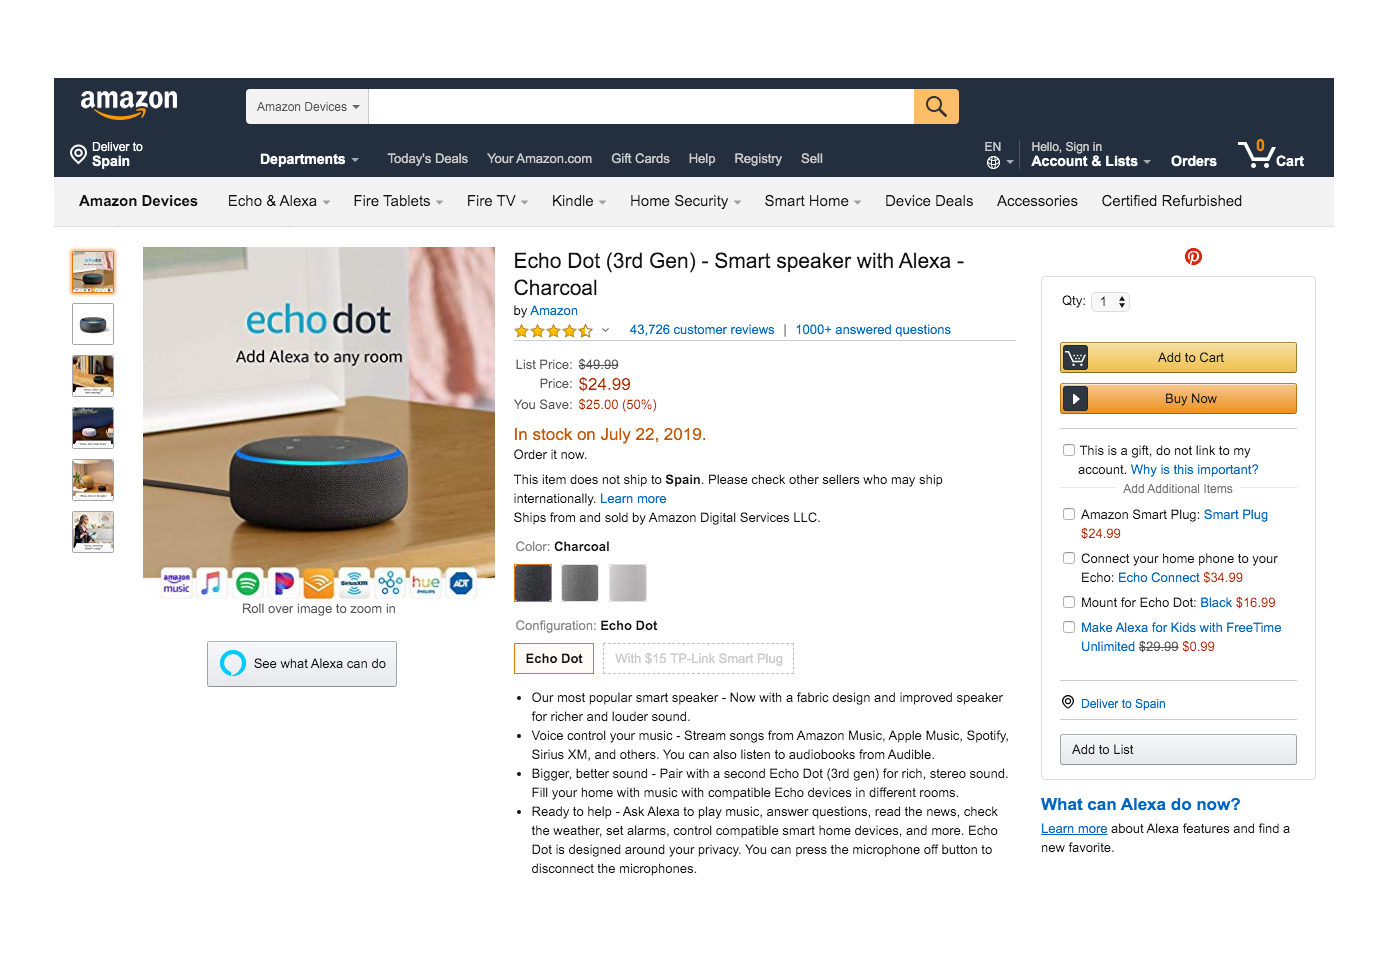 amazon
Amazon Devices
Deliver to
Spain
Departments
Today's Deals
Your Amazon.com
Gift Cards
Help
Registry
Sell
EN
Hello, Sign in
Account & Lists
Orders
0
Cart
Amazon Devices
Echo & Alexa
Fire Tablets
Fire TV
Kindle
Home Security
Smart Home
Device Deals
Accessories
Certified Refurbished
echo dot
Add Alexa to any room
amazon music
SiriusXM
hue
PHILIPS
ADT
Roll over image to zoom in
See what Alexa can do
Echo Dot (3rd Gen) - Smart speaker with Alexa -
Charcoal
by Amazon
43,726 customer reviews | 1000+ answered questions
List Price: $49.99
Price: $24.99
You Save: $25.00 (50%)
In stock on July 22, 2019.
Order it now.
This item does not ship to Spain. Please check other sellers who may ship
internationally. Learn more
Ships from and sold by Amazon Digital Services LLC.
Color: Charcoal
Configuration: Echo Dot
Echo Dot
With $15 TP-Link Smart Plug
• Our most popular smart speaker - Now with a fabric design and improved speaker
for richer and louder sound.
• Voice control your music - Stream songs from Amazon Music, Apple Music, Spotify,
Sirius XM, and others. You can also listen to audiobooks from Audible.
• Bigger, better sound - Pair with a second Echo Dot (3rd gen) for rich, stereo sound.
Fill your home with music with compatible Echo devices in different rooms.
• Ready to help - Ask Alexa to play music, answer questions, read the news, check
the weather, set alarms, control compatible smart home devices, and more. Echo
Dot is designed around your privacy. You can press the microphone off button to
disconnect the microphones.
Qty: 1
Add to Cart
Buy Now
This is a gift, do not link to my
account. Why is this important?
Add Additional Items
Amazon Smart Plug: Smart Plug
$24.99
Connect your home phone to your
Echo: Echo Connect $34.99
Mount for Echo Dot: Black $16.99
Make Alexa for Kids with FreeTime
Unlimited $29.99 $0.99
Deliver to Spain
Add to List
What can Alexa do now?
Learn more about Alexa features and find a
new favorite.